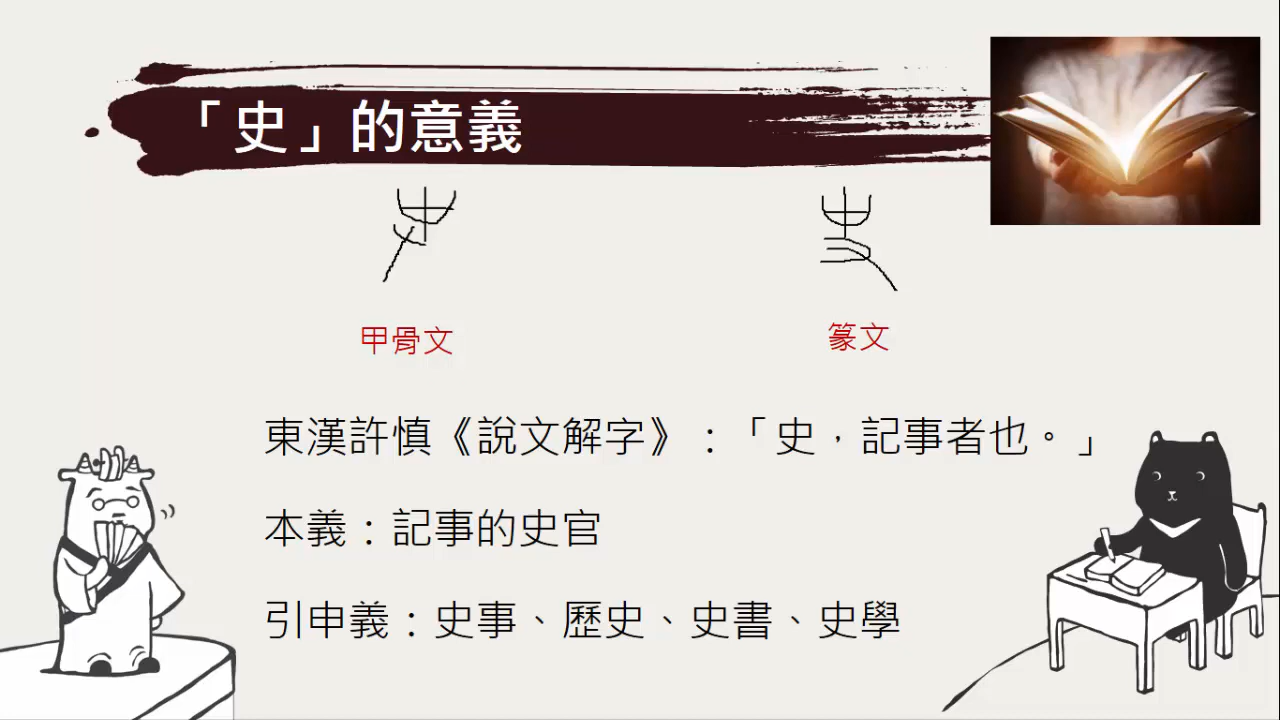 「史」的意義
史 史
甲骨文 篆文
東漢許慎《說文解字》:「史,記事者也。」
本義:記事的史官
引申義:史事、歷史、史書、史學